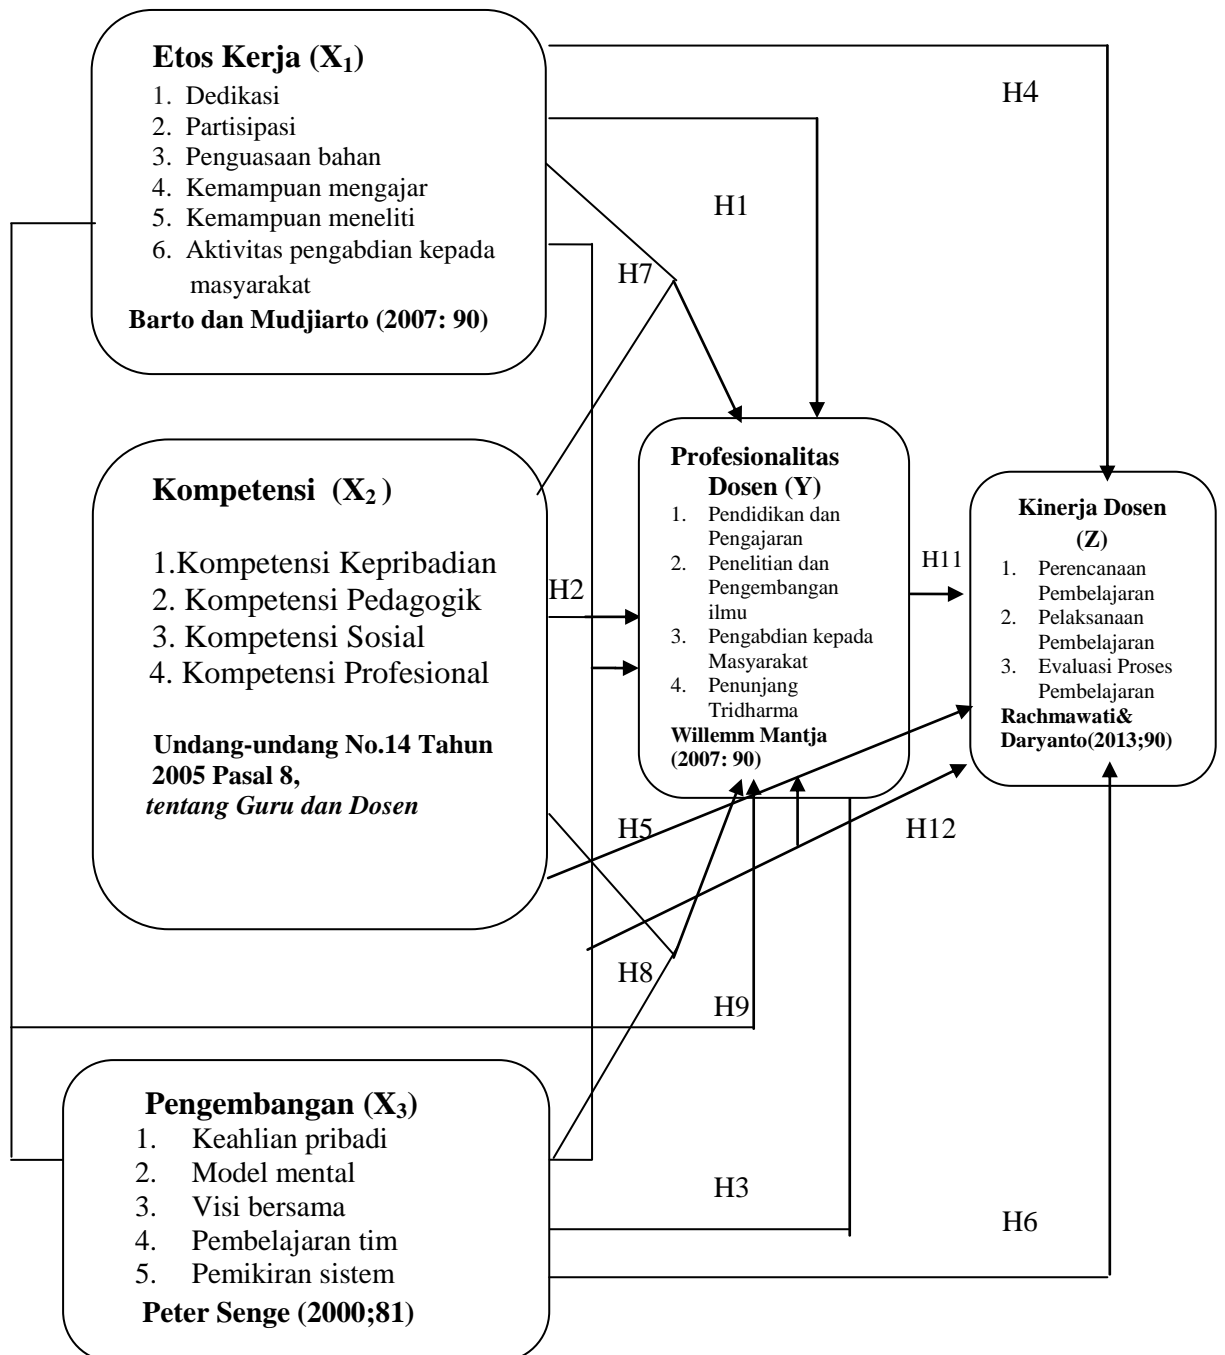 Etos Kerja (X1)
1. Dedikasi
2. Partisipasi
3. Penguasaan bahan
4. Kemampuan mengajar
5. Kemampuan meneliti
6. Aktivitas pengabdian kepada
masyarakat
Barto dan Mudjiarto (2007: 90)
H4
H1
H7
Kompetensi (X2 )
1.Kompetensi Kepribadian
2. Kompetensi Pedagogik
3. Kompetensi Sosial
4. Kompetensi Profesional
Undang-undang No.14 Tahun
2005 Pasal 8,
tentang Guru dan Dosen
H2
Profesionalitas
Dosen (Y)
1. Pendidikan dan
Pengajaran
2. Penelitian dan
Pengembangan
ilmu
3. Pengabdian kepada
Masyarakat
4. Penunjang
Tridharma
Willemm Mantja
(2007: 90)
H11
Kinerja Dosen
(Z)
1. Perencanaan
Pembelajaran
2. Pelaksanaan
Pembelajaran
3. Evaluasi Proses
Pembelajaran
Rachmawati&
Daryanto(2013;90)
H5
H12
H8
H9
Pengembangan (X3)
1. Keahlian pribadi
2. Model mental
3. Visi bersama
4. Pembelajaran tim
5. Pemikiran sistem
Peter Senge (2000;81)
H3
H6